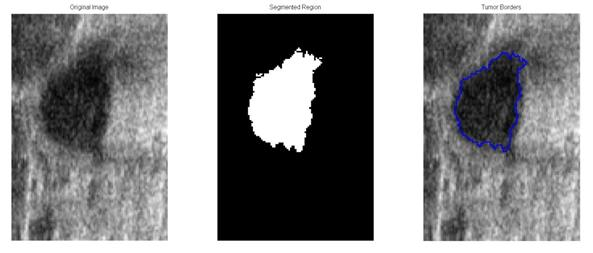 Original Image
Segmented Region
Tumor Borders